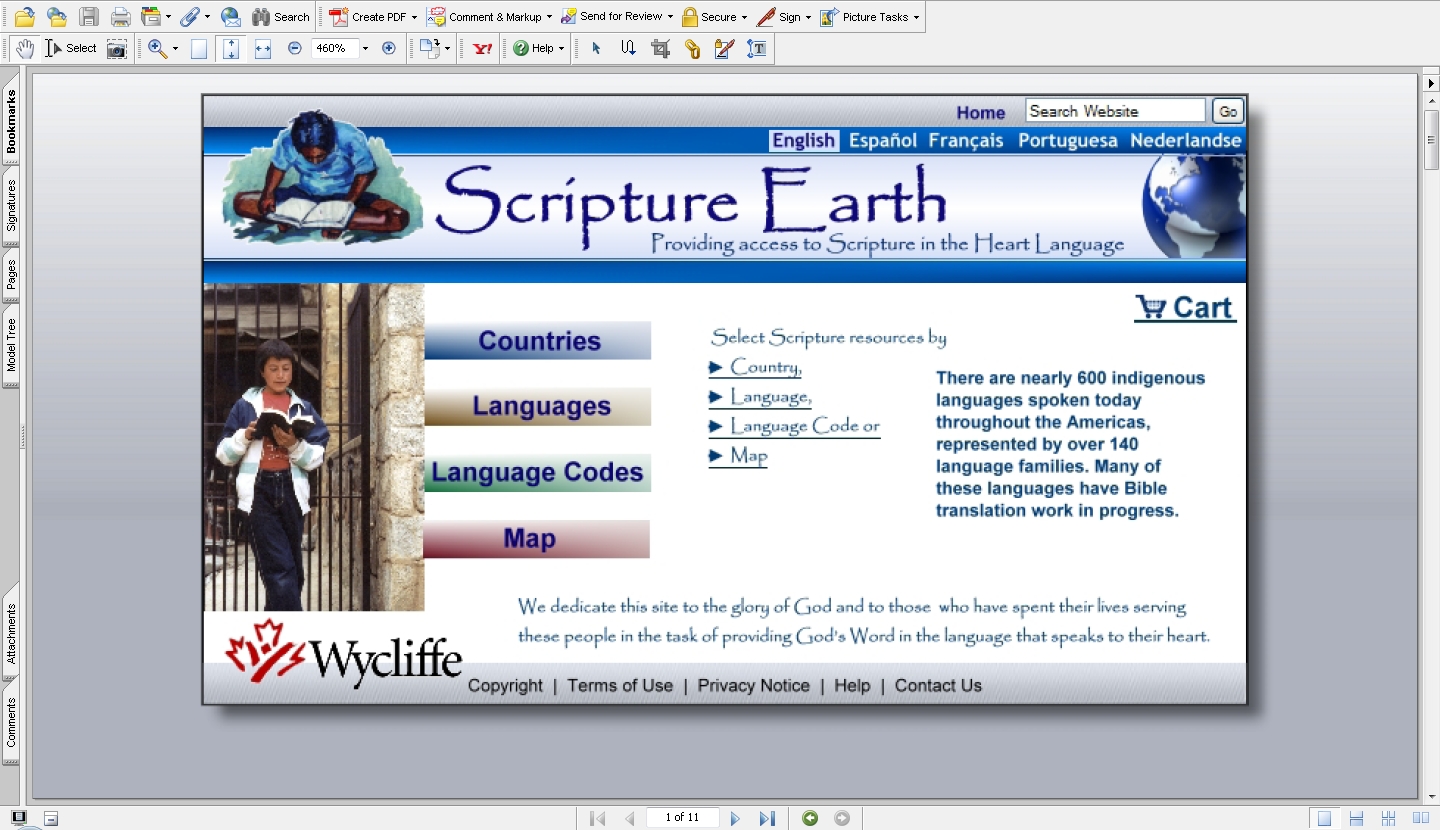 Search Create PDF Comment & Markup Send for Review Secure Sign Picture Tasks
Select 460% Y! Help
Bookmarks
Signatures
Pages
Model Tree
Attachments
Comments
Home Search Website Go
English Español Français Portuguesa Nederlandse
Scripture Earth
Providing access to Scripture in the Heart Language
Cart
Countries
Languages
Language Codes
Map
Select Scripture resources by
Country,
Language,
Language Code or
Map
There are nearly 600 indigenous
languages spoken today
throughout the Americas,
represented by over 140
language families. Many of
these languages have Bible
translation work in progress.
We dedicate this site to the glory of God and to those who have spent their lives serving
these people in the task of providing God's Word in the language that speaks to their heart.
Wycliffe
Copyright | Terms of Use | Privacy Notice | Help | Contact Us
1 of 11